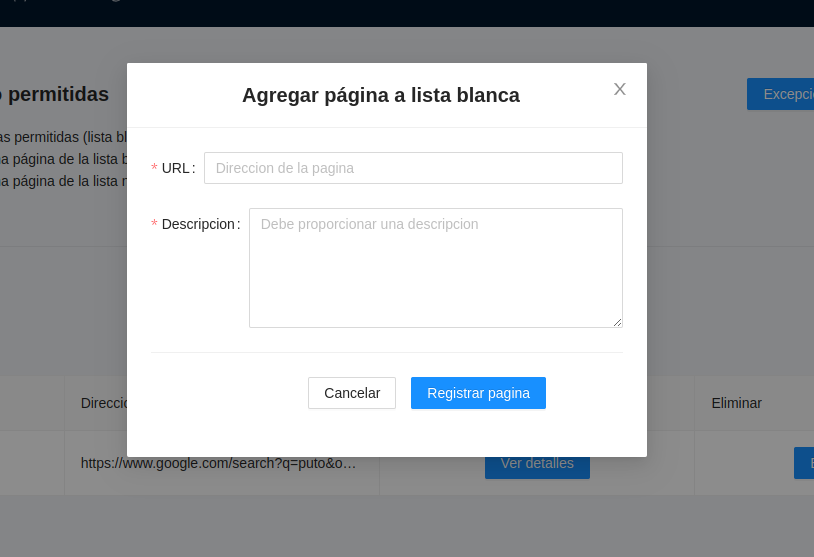 permitidas
Agregar página a lista blanca
as permitidas (lista bl
a página de la lista b
a página de la lista n
* URL :
Direccion de la pagina
* Descripcion :
Debe proporcionar una descripcion
Cancelar
Registrar pagina
Eliminar
https://www.google.com/search?q=puto&o…
Ver detalles